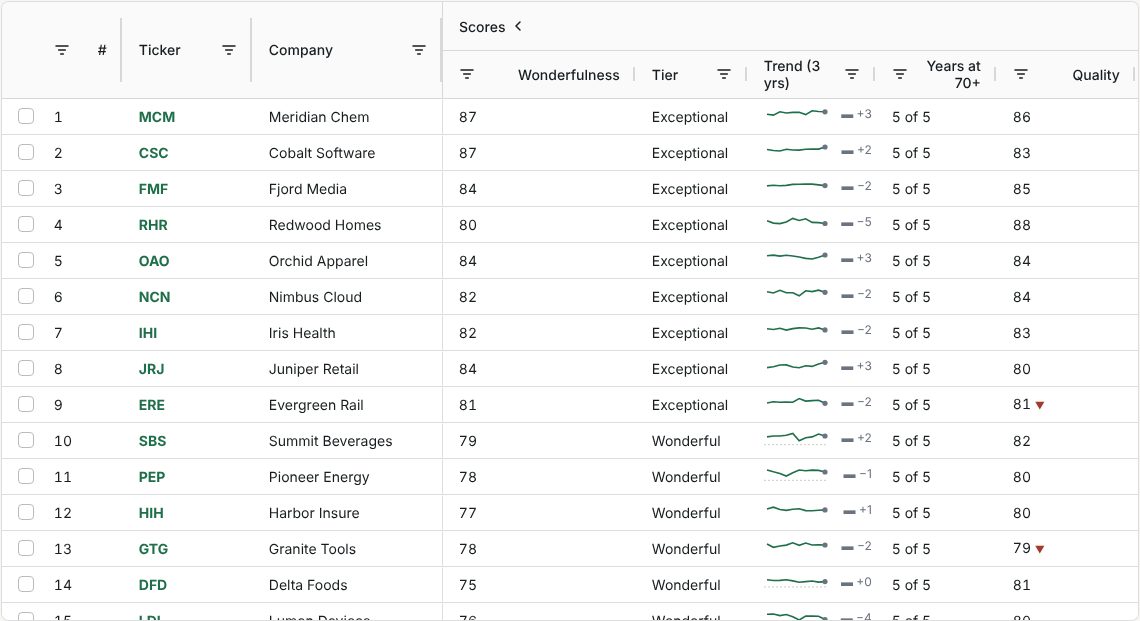 Scores
# Ticker Company
Wonderfulness Tier Trend (3 yrs) Years at 70+ Quality
1 MCM Meridian Chem 87 Exceptional +3 5 of 5 86
2 CSC Cobalt Software 87 Exceptional +2 5 of 5 83
3 FMF Fjord Media 84 Exceptional −2 5 of 5 85
4 RHR Redwood Homes 80 Exceptional −5 5 of 5 88
5 OAO Orchid Apparel 84 Exceptional +3 5 of 5 84
6 NCN Nimbus Cloud 82 Exceptional −2 5 of 5 84
7 IHI Iris Health 82 Exceptional −2 5 of 5 83
8 JRJ Juniper Retail 84 Exceptional +3 5 of 5 80
9 ERE Evergreen Rail 81 Exceptional −2 5 of 5 81
10 SBS Summit Beverages 79 Wonderful +2 5 of 5 82
11 PEP Pioneer Energy 78 Wonderful −1 5 of 5 80
12 HIH Harbor Insure 77 Wonderful +1 5 of 5 80
13 GTG Granite Tools 78 Wonderful −2 5 of 5 79
14 DFD Delta Foods 75 Wonderful +0 5 of 5 81
15 Wonderful −4 5 of 5